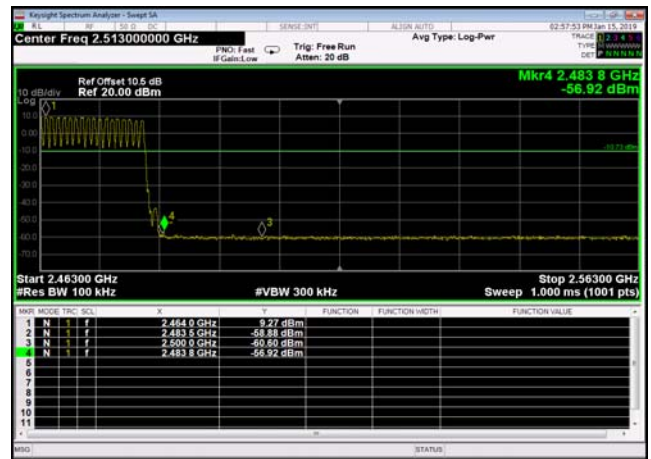 Keysight Spectrum Analyzer - Swept SA
RL RF 50 Ω DC SENSE:INT ALIGN AUTO 02:57:53 PM Jan 15, 2019
Center Freq 2.513000000 GHz
PNO: Fast
IFGain:Low
Trig: Free Run
Atten: 20 dB
Avg Type: Log-Pwr
TRACE 1 2 3 4 5 6
TYPE MWWWWW
DET P N N N N N
Ref Offset 10.5 dB
10 dB/div Ref 20.00 dBm
Mkr4 2.483 8 GHz
-56.92 dBm
Log
1
10.0
0.00
-10.0
-10.73 dBm
-20.0
-30.0
-40.0
-50.0
4
3
-60.0
-70.0
Start 2.46300 GHz Stop 2.56300 GHz
#Res BW 100 kHz #VBW 300 kHz Sweep 1.000 ms (1001 pts)
MKR MODE TRC SCL X Y FUNCTION FUNCTION WIDTH FUNCTION VALUE
1 N 1 f 2.464 0 GHz 9.27 dBm
2 N 1 f 2.483 5 GHz -58.88 dBm
3 N 1 f 2.500 0 GHz -60.60 dBm
4 N 1 f 2.483 8 GHz -56.92 dBm
5
6
7
8
9
10
11
MSG STATUS